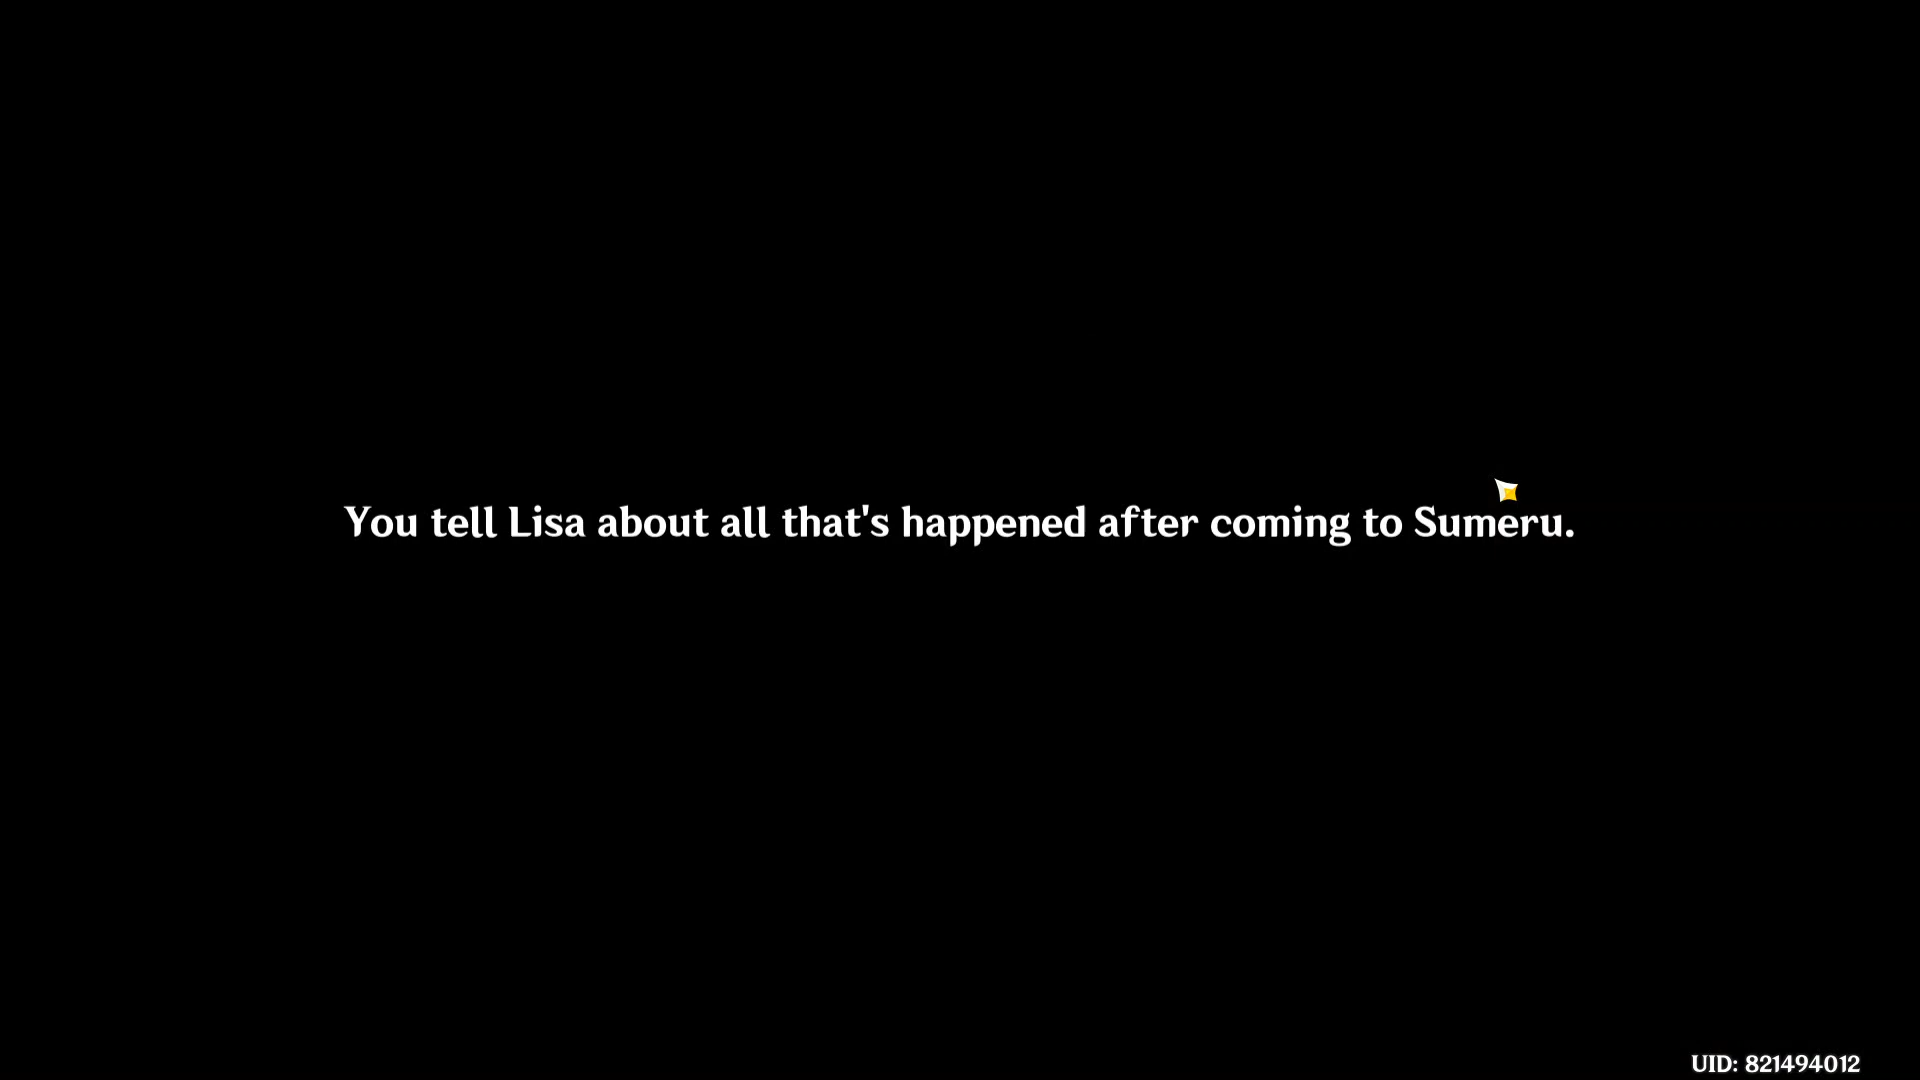 You tell Lisa about all that's happened after coming to Sumeru.
UID: 821494012